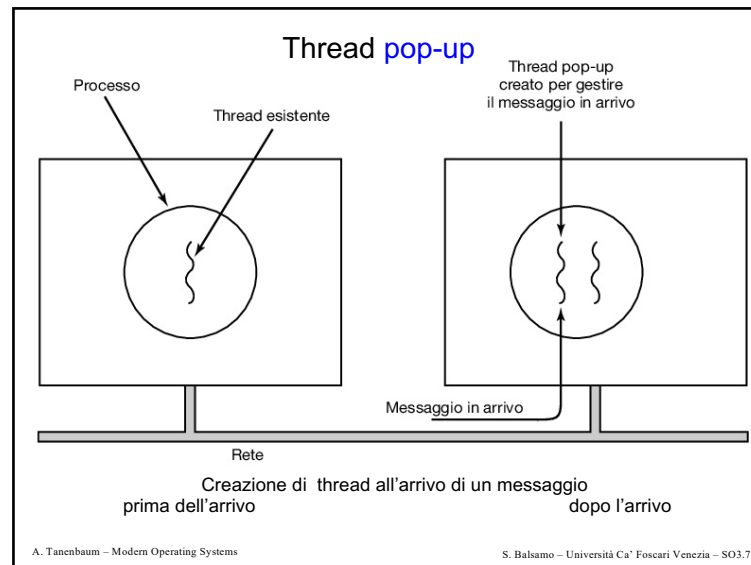 Thread pop-up
Processo
Thread esistente
Thread pop-up
creato per gestire
il messaggio in arrivo
Messaggio in arrivo
Rete
Creazione di thread all'arrivo di un messaggio
prima dell'arrivo dopo l'arrivo
A. Tanenbaum – Modern Operating Systems
S. Balsamo – Università Ca' Foscari Venezia – SO3.7